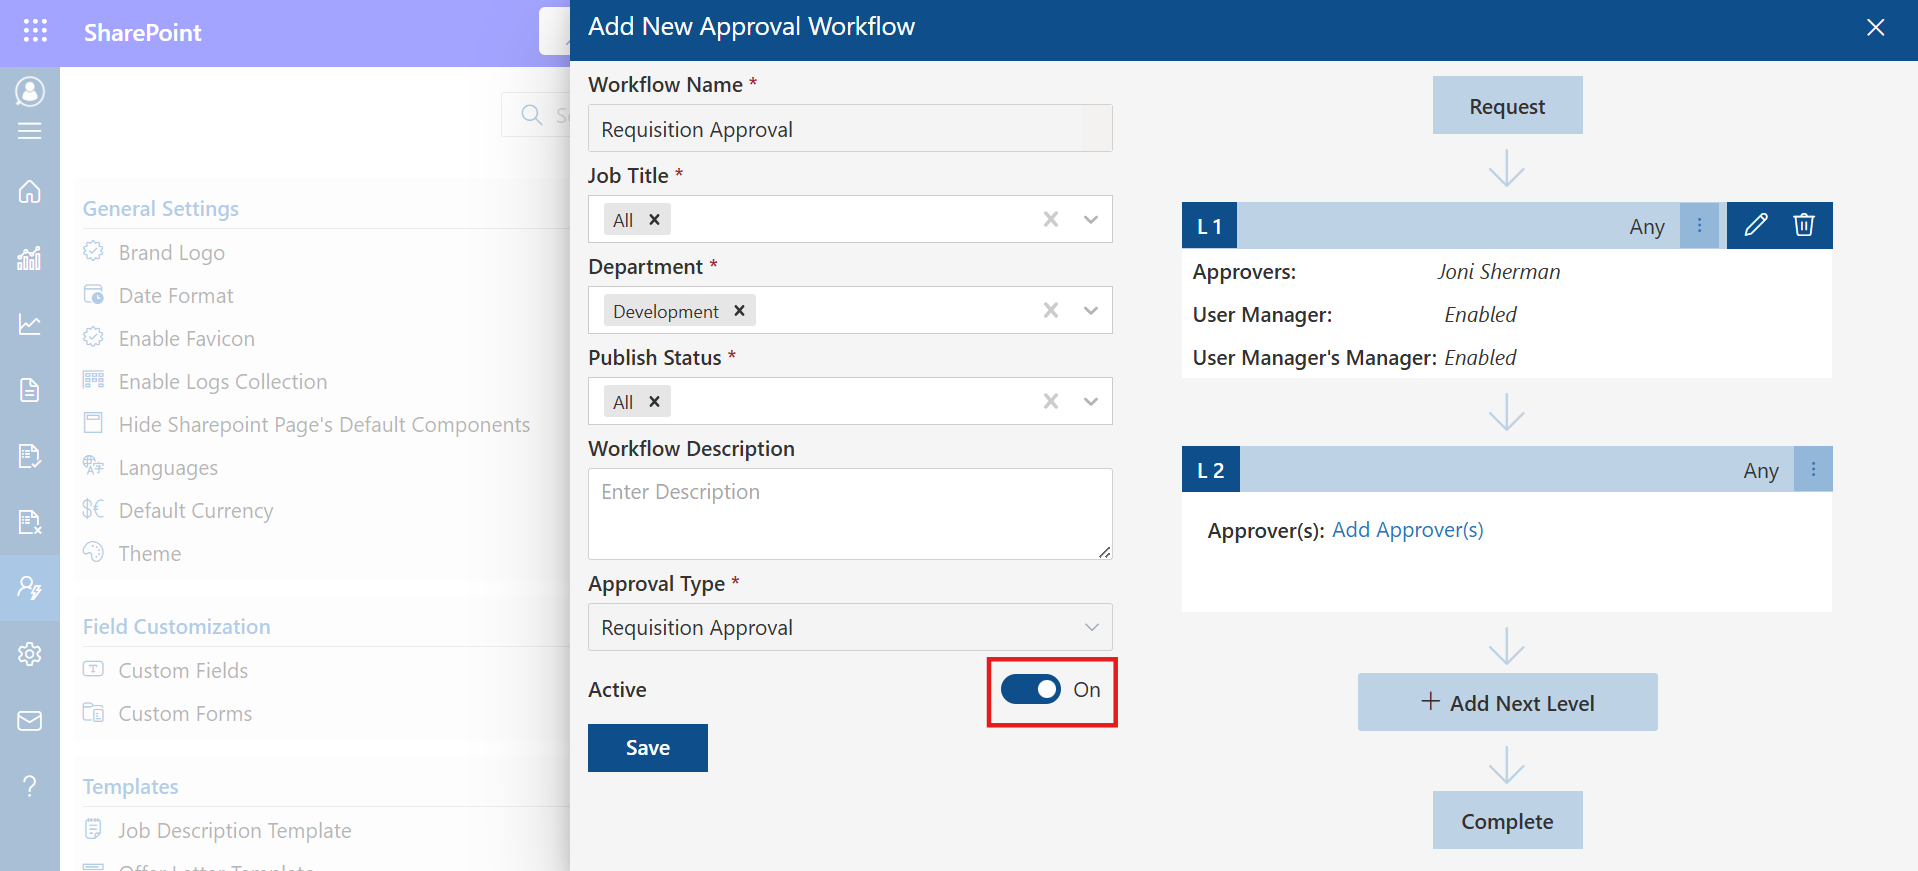 SharePoint
General Settings
Brand Logo
Date Format
Enable Favicon
Enable Logs Collection
Hide Sharepoint Page's Default Components
Languages
Default Currency
Theme
Field Customization
Custom Fields
Custom Forms
Templates
Job Description Template
Offer Letter Template
Add New Approval Workflow
Workflow Name *
Requisition Approval
Job Title *
All
Department *
Development
Publish Status *
All
Workflow Description
Enter Description
Approval Type *
Requisition Approval
Active
On
Save
Request
L 1
Any
Approvers: Joni Sherman
User Manager: Enabled
User Manager's Manager: Enabled
L 2
Any
Approver(s): Add Approver(s)
+ Add Next Level
Complete